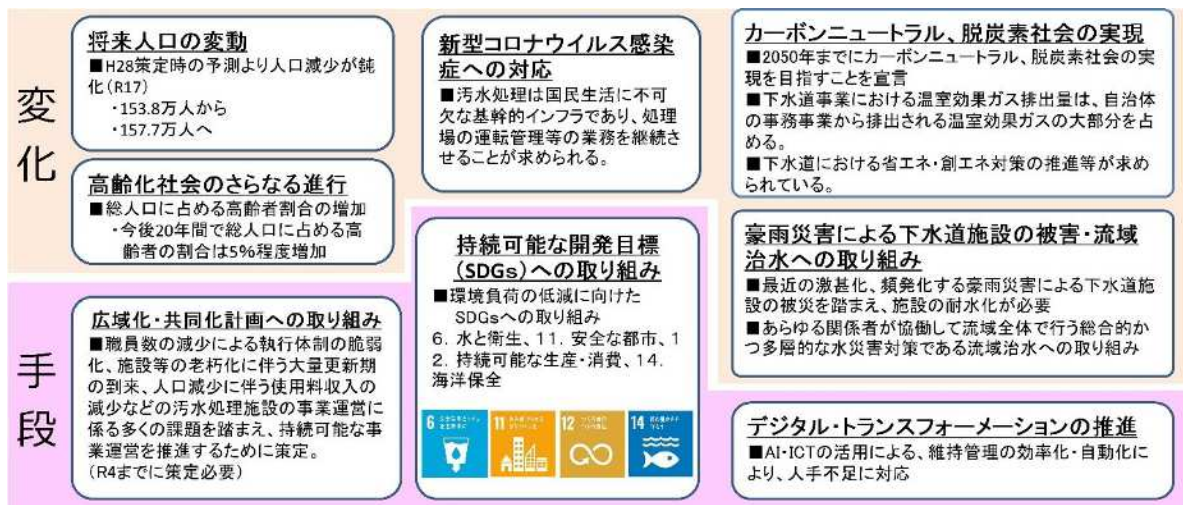 変化
将来人口の変動
■H28策定時の予測より人口減少が鈍
化(R17)
・153.8万人から
・157.7万人へ
高齢化社会のさらなる進行
■総人口に占める高齢者割合の増加
・今後20年間で総人口に占める高
齢者の割合は5%程度増加
新型コロナウイルス感染
症への対応
■汚水処理は国民生活に不可
欠な基幹的インフラであり、処理
場の運転管理等の業務を継続さ
せることが求められる。
カーボンニュートラル、脱炭素社会の実現
■2050年までにカーボンニュートラル、脱炭素社会の実
現を目指すことを宣言
■下水道事業における温室効果ガス排出量は、自治体
の事務事業から排出される温室効果ガスの大部分を占
める。
■下水道における省エネ・創エネ対策の推進等が求め
られている。
豪雨災害による下水道施設の被害・流域
治水への取り組み
■最近の激甚化、頻発化する豪雨災害による下水道施
設の被災を踏まえ、施設の耐水化が必要
■あらゆる関係者が協働して流域全体で行う総合的か
つ多層的な水災害対策である流域治水への取り組み
手段
広域化・共同化計画への取り組み
■職員数の減少による執行体制の脆弱
化、施設等の老朽化に伴う大量更新期
の到来、人口減少に伴う使用料収入の
減少などの汚水処理施設の事業運営に
係る多くの課題を踏まえ、持続可能な事
業運営を推進するために策定。
(R4までに策定必要)
持続可能な開発目標
(SDGs)への取り組み
■環境負荷の低減に向けた
SDGsへの取り組み
6. 水と衛生、11. 安全な都市、1
2. 持続可能な生産・消費、14.
海洋保全
6
11
12
14
デジタル・トランスフォーメーションの推進
■AI・ICTの活用による、維持管理の効率化・自動化に
より、人手不足に対応